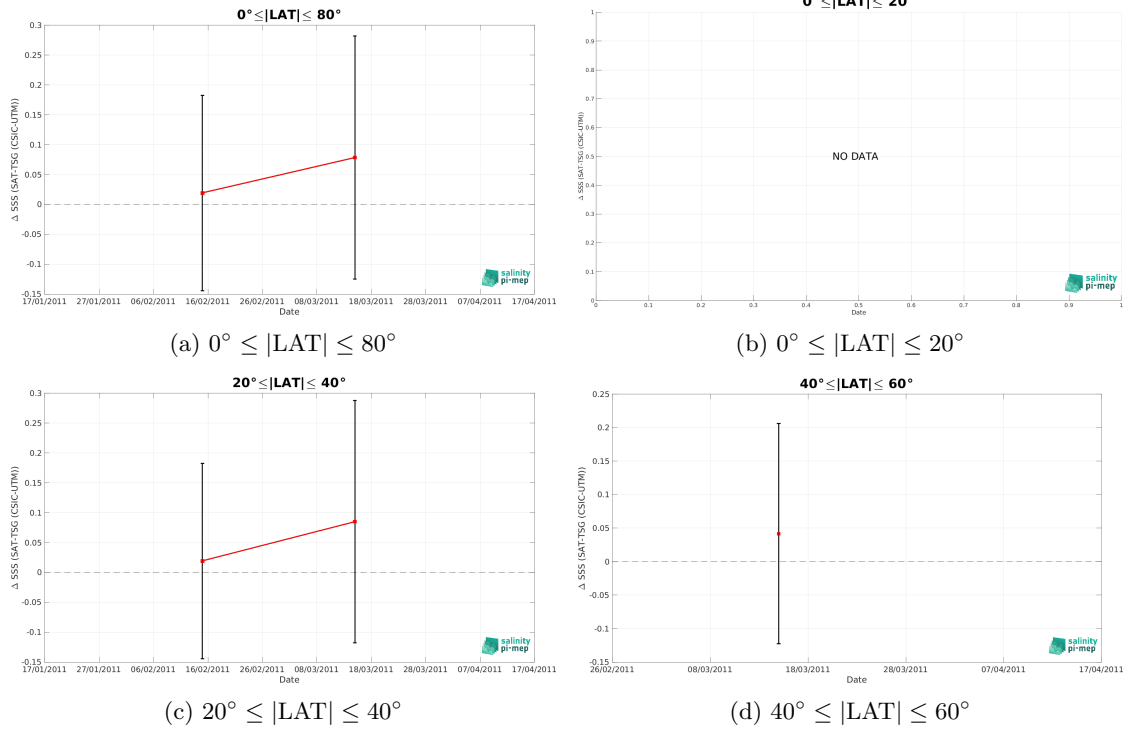 0°≤|LAT|≤ 80°
0.3
0.25
0.2
0.15
0.1
0.05
0
-0.05
-0.1
-0.15
Δ SSS (SAT-TSG (CSIC-UTM))
17/01/2011 27/01/2011 06/02/2011 16/02/2011 26/02/2011 08/03/2011 18/03/2011 28/03/2011 07/04/2011 17/04/2011
Date
salinity
pi-mep
(a) 0° ≤ |LAT| ≤ 80°
0°≤|LAT|≤ 20°
1
0.9
0.8
0.7
0.6
0.5
0.4
0.3
0.2
0.1
0
Δ SSS (SAT-TSG (CSIC-UTM))
NO DATA
0 0.1 0.2 0.3 0.4 0.5 0.6 0.7 0.8 0.9 1
Date
salinity
pi-mep
(b) 0° ≤ |LAT| ≤ 20°
20°≤|LAT|≤ 40°
0.3
0.25
0.2
0.15
0.1
0.05
0
-0.05
-0.1
-0.15
Δ SSS (SAT-TSG (CSIC-UTM))
17/01/2011 27/01/2011 06/02/2011 16/02/2011 26/02/2011 08/03/2011 18/03/2011 28/03/2011 07/04/2011 17/04/2011
Date
salinity
pi-mep
(c) 20° ≤ |LAT| ≤ 40°
40°≤|LAT|≤ 60°
0.25
0.2
0.15
0.1
0.05
0
-0.05
-0.1
-0.15
Δ SSS (SAT-TSG (CSIC-UTM))
26/02/2011 08/03/2011 18/03/2011 28/03/2011 07/04/2011 17/04/2011
Date
salinity
pi-mep
(d) 40° ≤ |LAT| ≤ 60°